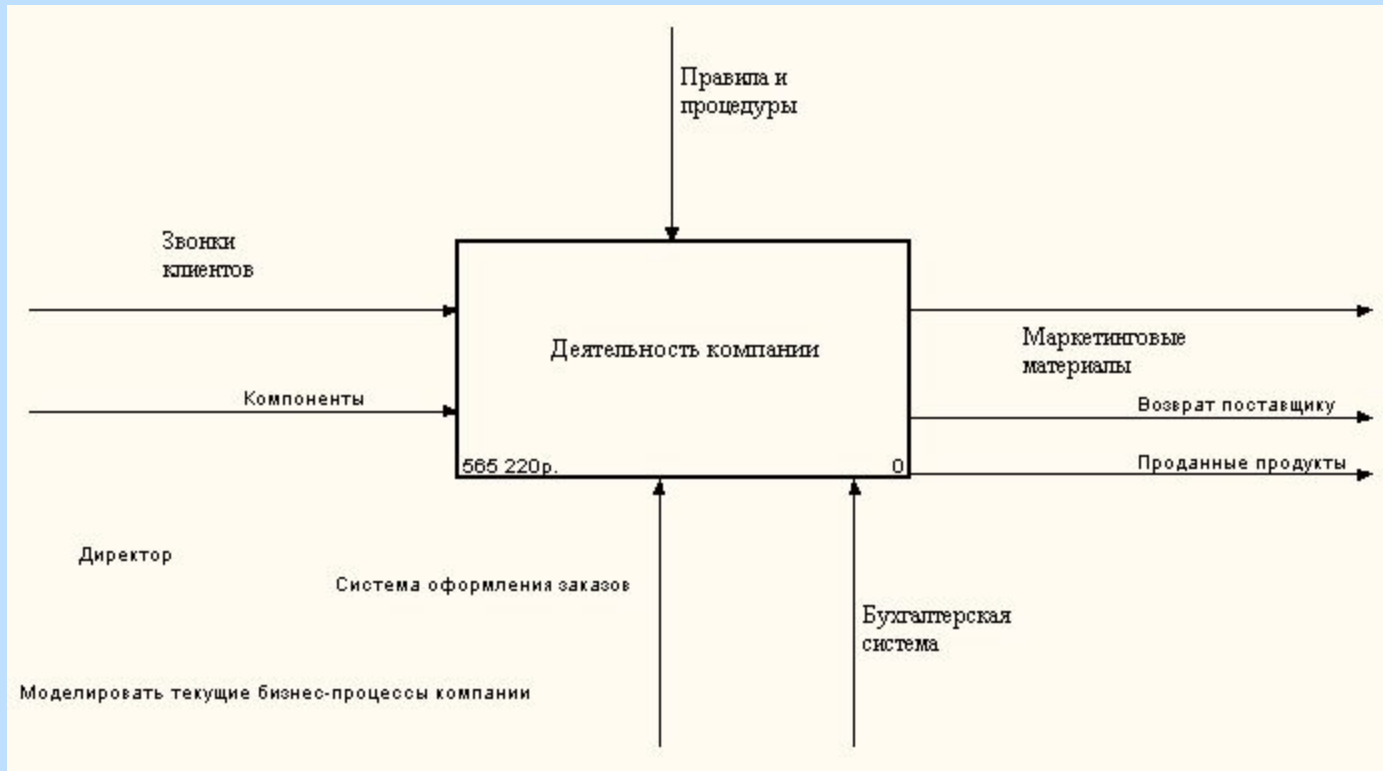 Правила и
процедуры
Звонки
клиентов
Деятельность компании
Маркетинговые
материалы
Компоненты
Возврат поставщику
565 220р.
0
Проданные продукты
Директор
Система оформления заказов
Бухгалтерская
система
Моделировать текущие бизнес-процессы компании